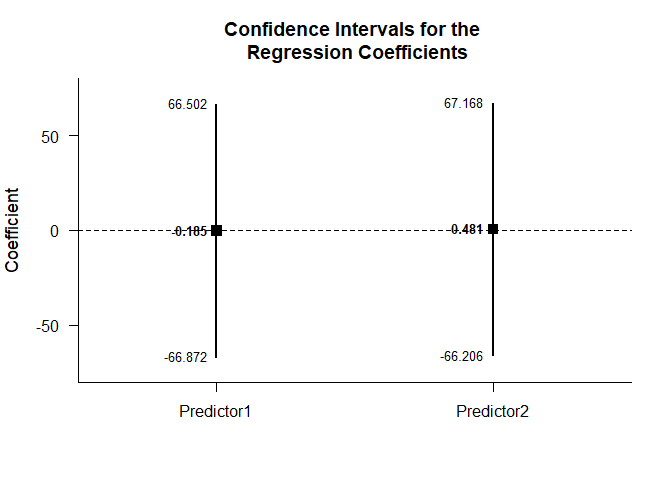 Confidence Intervals for the
Regression Coefficients
66.502
67.168
50
Coefficient
0
-0.185
0.481
-50
-66.872
-66.206
Predictor1
Predictor2